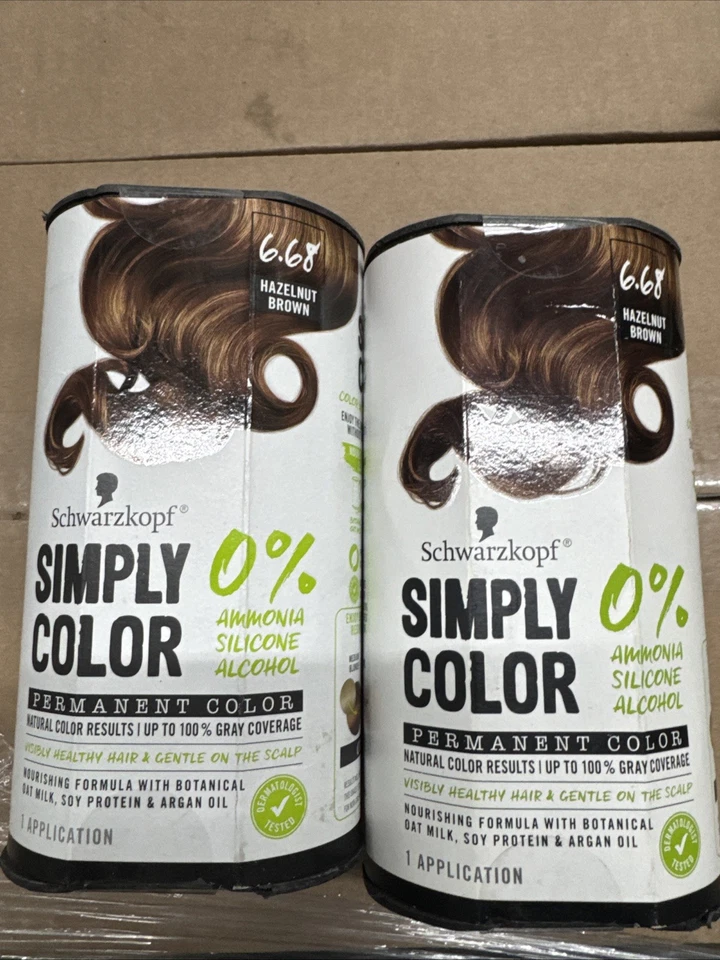 6.68
HAZELNUT
BROWN
Schwarzkopf®
SIMPLY
COLOR
0%
AMMONIA
SILICONE
ALCOHOL
PERMANENT COLOR
NATURAL COLOR RESULTS | UP TO 100% GRAY COVERAGE
VISIBLY HEALTHY HAIR & GENTLE ON THE SCALP
NOURISHING FORMULA WITH BOTANICAL
OAT MILK, SOY PROTEIN & ARGAN OIL
DERMATOLOGIST
TESTED
1 APPLICATION
6.68
HAZELNUT
BROWN
Schwarzkopf®
SIMPLY
COLOR
0%
AMMONIA
SILICONE
ALCOHOL
PERMANENT COLOR
NATURAL COLOR RESULTS | UP TO 100% GRAY COVERAGE
VISIBLY HEALTHY HAIR & GENTLE ON THE SCALP
NOURISHING FORMULA WITH BOTANICAL
OAT MILK, SOY PROTEIN & ARGAN OIL
DERMATOLOGIST
TESTED
1 APPLICATION